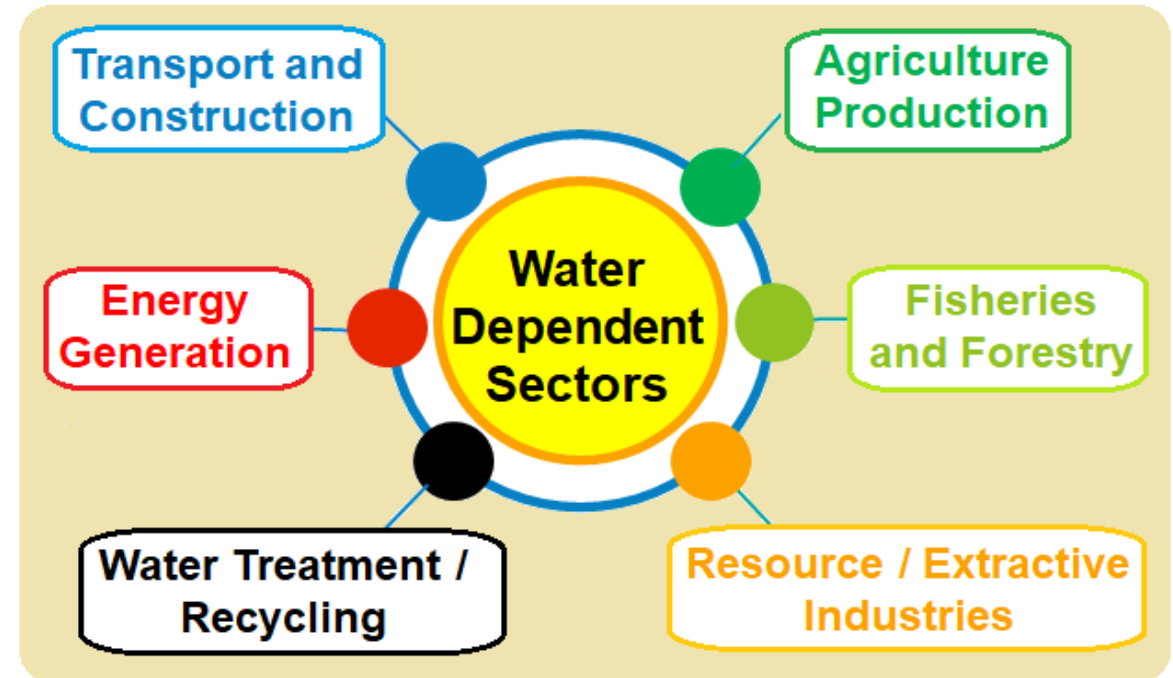 Transport and
Construction
Agriculture
Production
Energy
Generation
Water
Dependent
Sectors
Fisheries
and Forestry
Water Treatment /
Recycling
Resource / Extractive
Industries